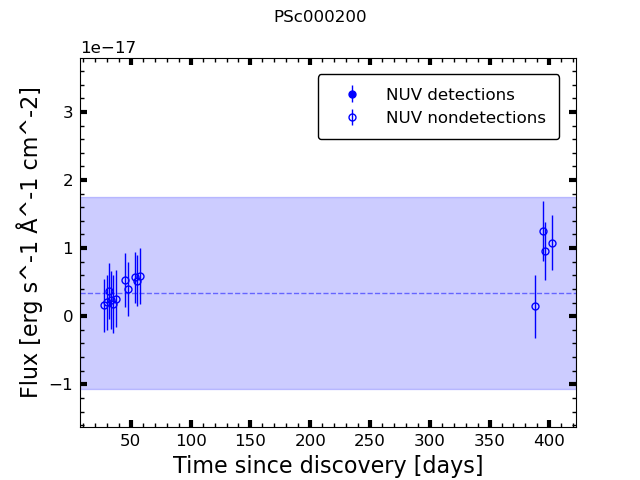 PSc000200
1e−17
NUV detections
NUV nondetections
3
2
1
0
−1
Flux [erg s^-1 Å^-1 cm^-2]
50 100 150 200 250 300 350 400
Time since discovery [days]